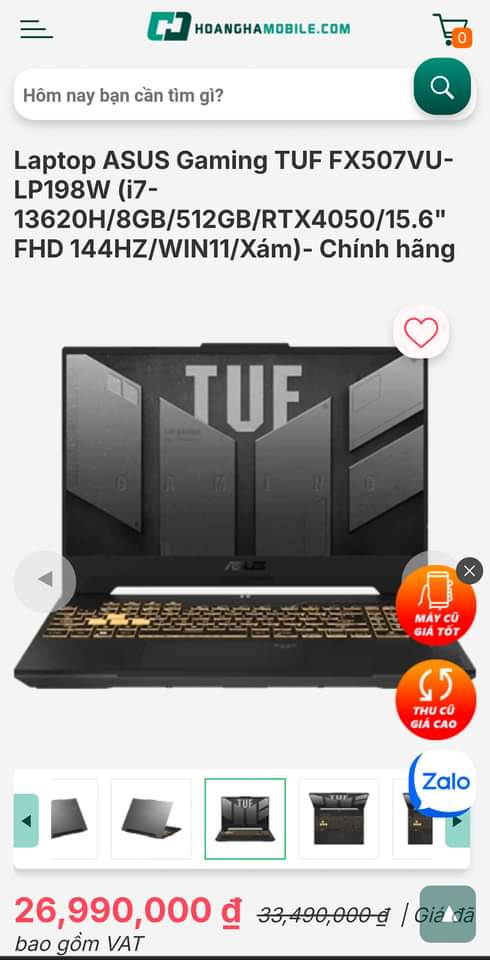 HOANGHAMOBILE.COM
0
Hôm nay bạn cần tìm gì?
Laptop ASUS Gaming TUF FX507VU-
LP198W (i7-
13620H/8GB/512GB/RTX4050/15.6"
FHD 144HZ/WIN11/Xám)- Chính hãng
TUF
GAMING
ASUS
MÁY CŨ
GIÁ TỐT
THU CŨ
GIÁ CAO
Zalo
26,990,000 ₫ 33,490,000 ₫ | Giá đã
bao gồm VAT